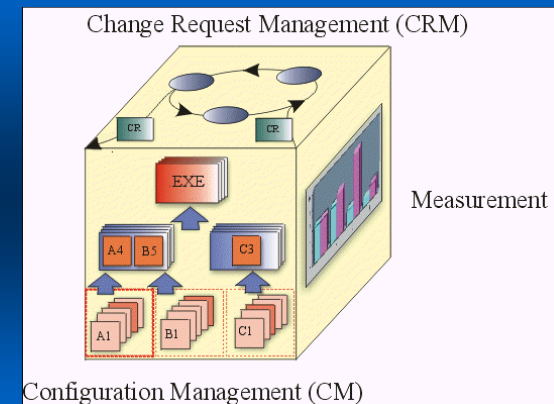 Change Request Management (CRM)
CR
CR
EXE
Measurement
A4 B5
C3
A1
B1
C1
Configuration Management (CM)